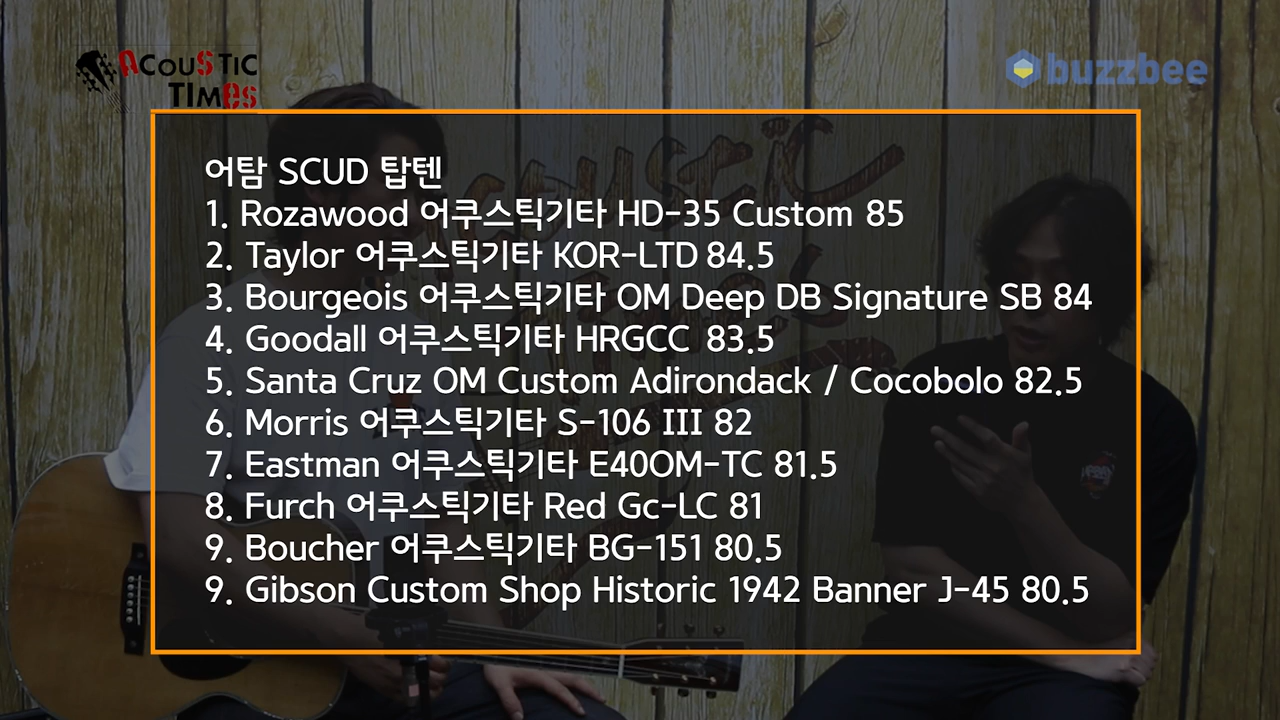 ACOUSTIC
TIMES
buzzbee
어탐 SCUD 탑텐
1. Rozawood 어쿠스틱기타 HD-35 Custom 85
2. Taylor 어쿠스틱기타 KOR-LTD 84.5
3. Bourgeois 어쿠스틱기타 OM Deep DB Signature SB 84
4. Goodall 어쿠스틱기타 HRGCC 83.5
5. Santa Cruz OM Custom Adirondack / Cocobolo 82.5
6. Morris 어쿠스틱기타 S-106 III 82
7. Eastman 어쿠스틱기타 E40OM-TC 81.5
8. Furch 어쿠스틱기타 Red Gc-LC 81
9. Boucher 어쿠스틱기타 BG-151 80.5
9. Gibson Custom Shop Historic 1942 Banner J-45 80.5